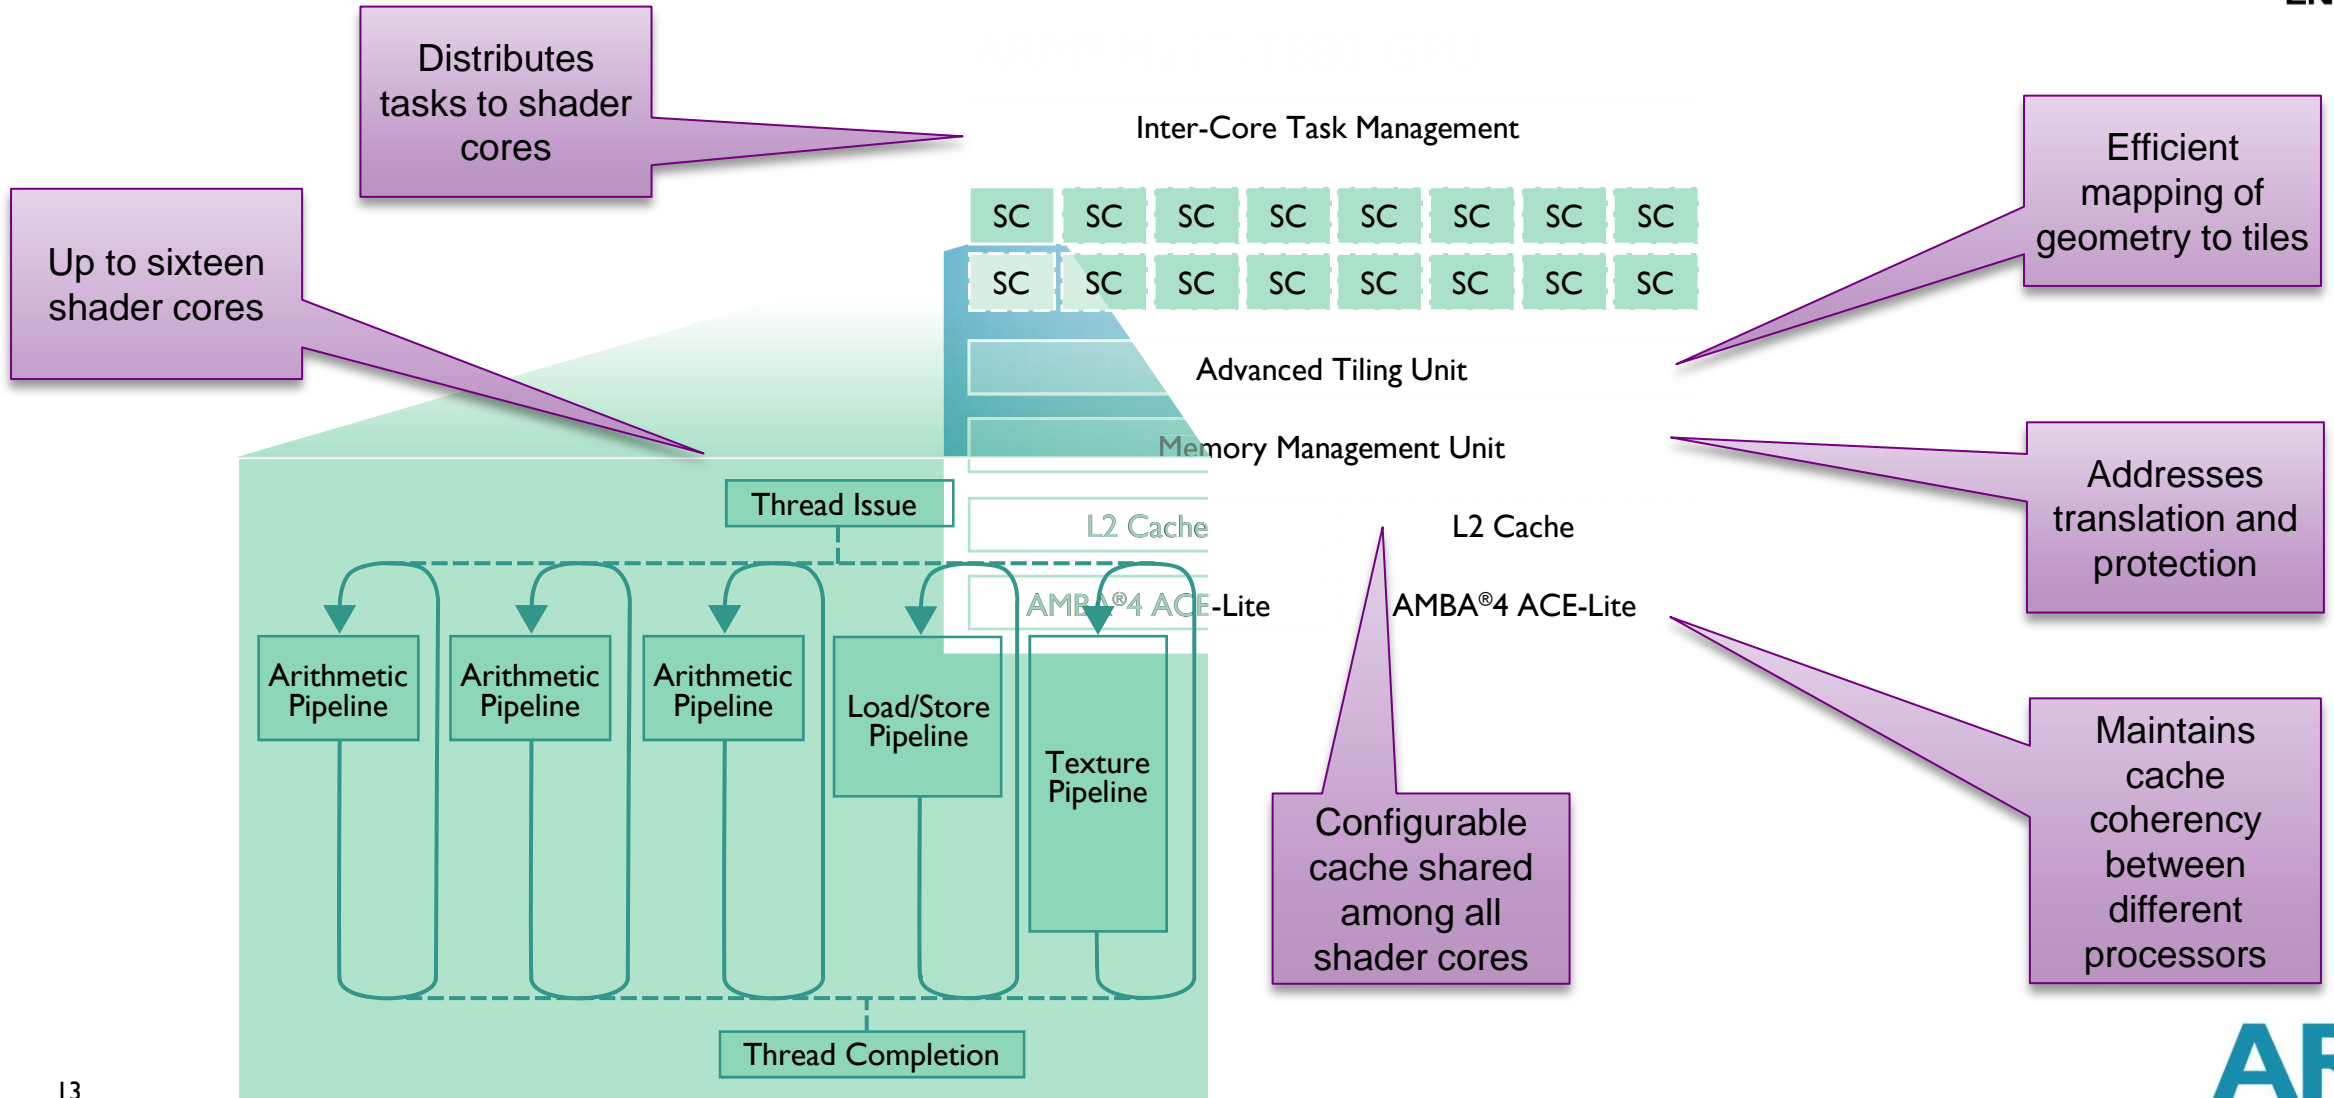 Distributes
tasks to shader
cores
Inter-Core Task Management
Efficient
mapping of
geometry to tiles
Up to sixteen
shader cores
SC SC SC SC SC SC SC SC
SC SC SC SC SC SC SC SC
Advanced Tiling Unit
Memory Management Unit
Addresses
translation and
protection
Thread Issue
L2 Cache L2 Cache
AMBA®4 ACE-Lite AMBA®4 ACE-Lite
Arithmetic
Pipeline
Arithmetic
Pipeline
Arithmetic
Pipeline
Load/Store
Pipeline
Texture
Pipeline
Configurable
cache shared
among all
shader cores
Maintains
cache
coherency
between
different
processors
Thread Completion
13